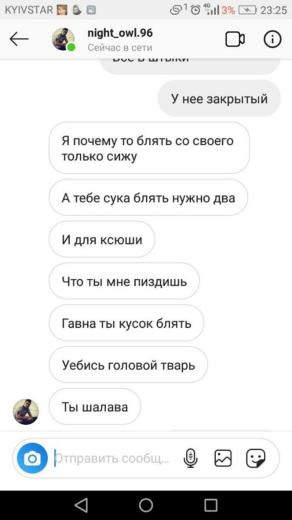 KYIVSTAR
1
4G
3%
23:25
night_owl.96
Сейчас в сети
Все в штыки
У нее закрытый
Я почему то блять со своего
только сижу
А тебе сука блять нужно два
И для ксюши
Что ты мне пиздишь
Гавна ты кусок блять
Уебись головой тварь
Ты шалава
Отправить сообщ...